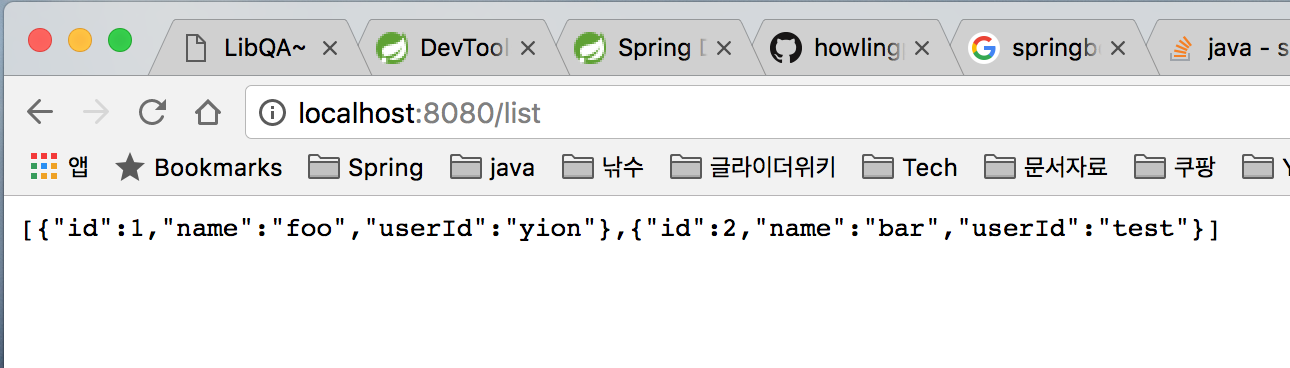 LibQA~ DevTool Spring howling springb java - s
localhost:8080/list
앱 Bookmarks Spring java 낚수 글라이더위키 Tech 문서자료 쿠팡 Y
[{"id":1,"name":"foo","userId":"yion"},{"id":2,"name":"bar","userId":"test"}]